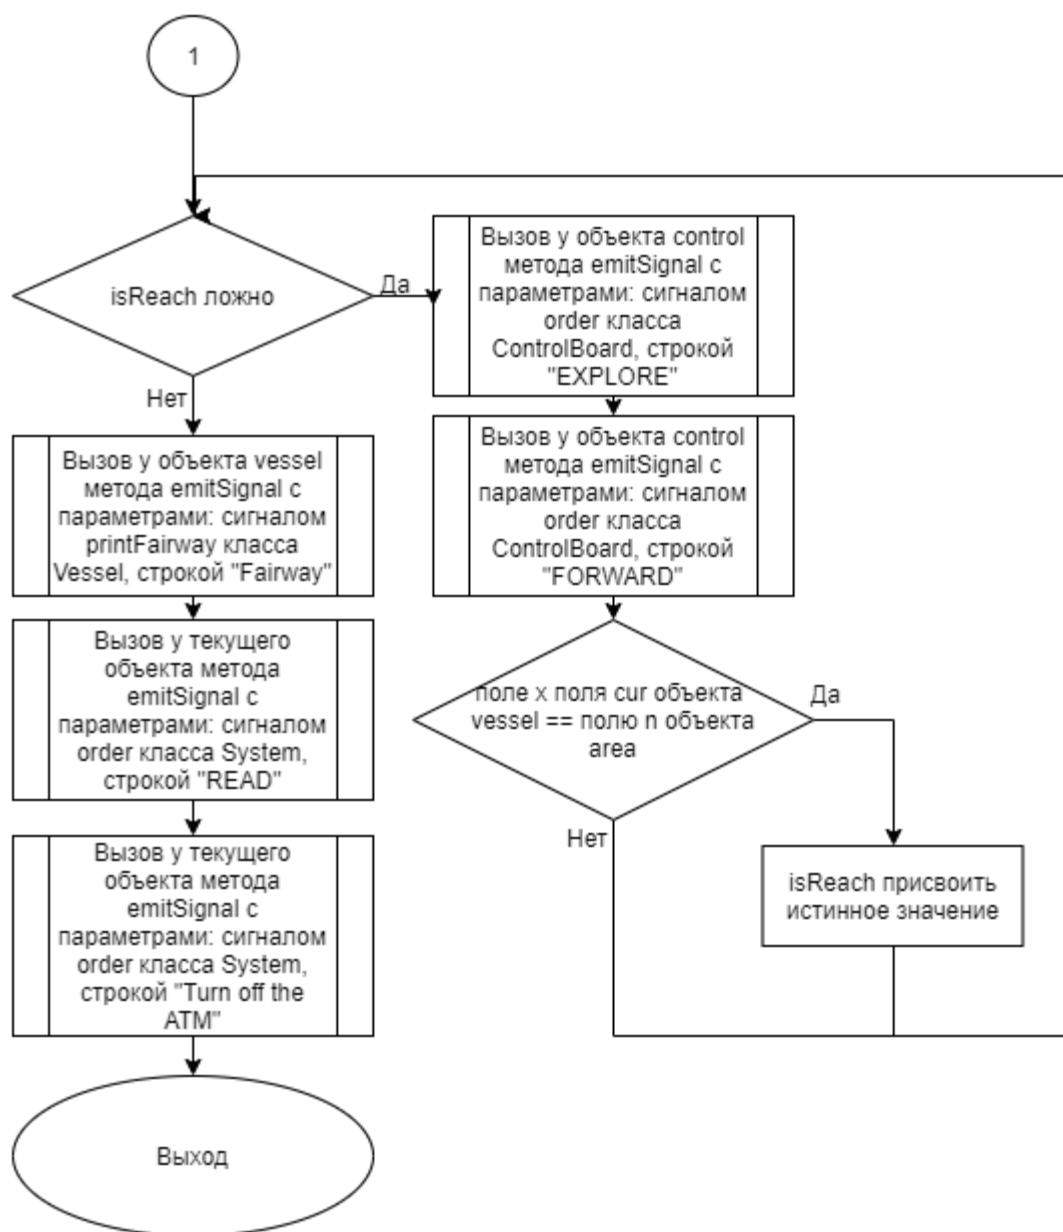 1
isReach ложно
Да
Нет
Вызов у объекта control
метода emitSignal с
параметрами: сигналом
order класса
ControlBoard, строкой
"EXPLORE"
Вызов у объекта control
метода emitSignal с
параметрами: сигналом
order класса
ControlBoard, строкой
"FORWARD"
поле x поля cur объекта
vessel == полю n объекта
area
Да
Нет
isReach присвоить
истинное значение
Вызов у объекта vessel
метода emitSignal с
параметрами: сигналом
printFairway класса
Vessel, строкой "Fairway"
Вызов у текущего
объекта метода
emitSignal с
параметрами: сигналом
order класса System,
строкой "READ"
Вызов у текущего
объекта метода
emitSignal с
параметрами: сигналом
order класса System,
строкой "Turn off the
ATM"
Выход